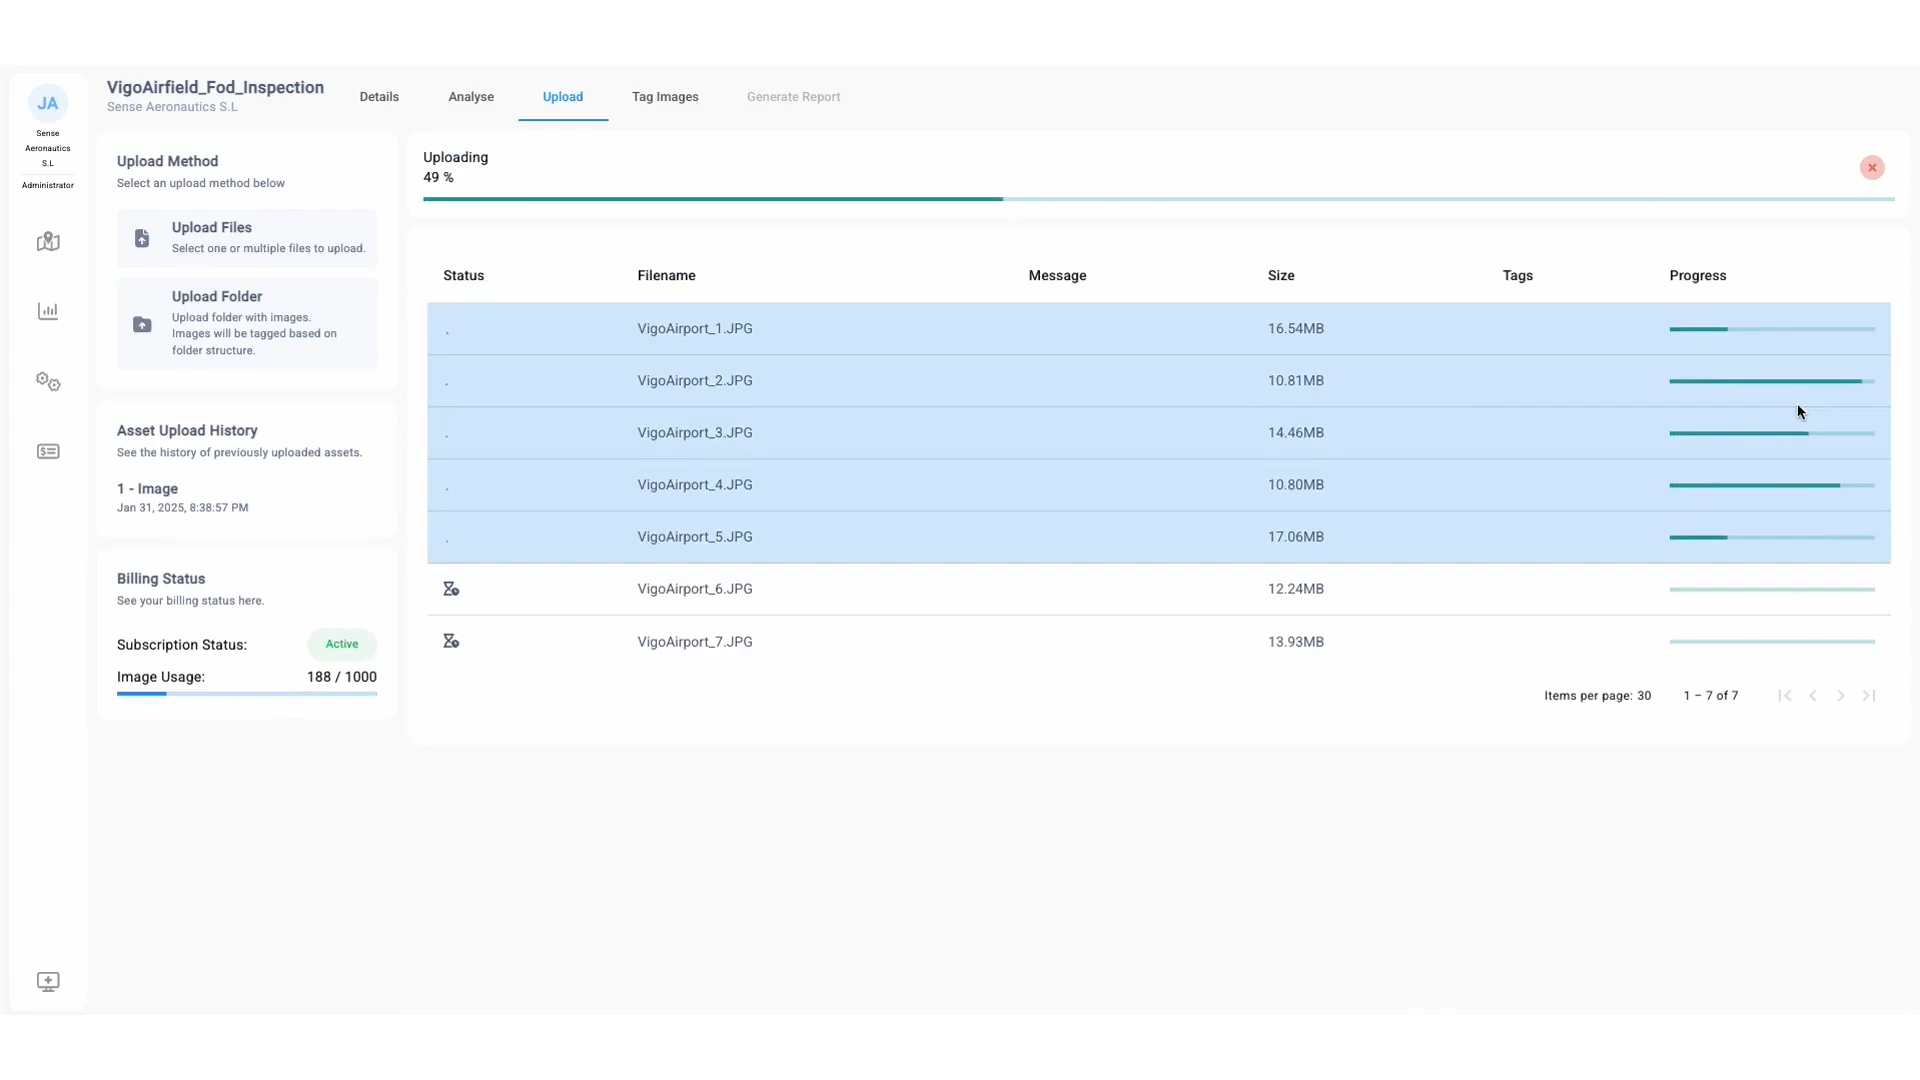 JA
Sense
Aeronautics
S.L
Administrator
VigoAirfield_Fod_Inspection
Sense Aeronautics S.L
Details
Analyse
Upload
Tag Images
Generate Report
Upload Method
Select an upload method below
Upload Files
Select one or multiple files to upload.
Upload Folder
Upload folder with images.
Images will be tagged based on
folder structure.
Asset Upload History
See the history of previously uploaded assets.
1 - Image
Jan 31, 2025, 8:38:57 PM
Billing Status
See your billing status here.
Subscription Status: Active
Image Usage: 188 / 1000
Uploading
49 %
Status Filename Message Size Tags Progress
. VigoAirport_1.JPG 16.54MB
. VigoAirport_2.JPG 10.81MB
. VigoAirport_3.JPG 14.46MB
. VigoAirport_4.JPG 10.80MB
. VigoAirport_5.JPG 17.06MB
VigoAirport_6.JPG 12.24MB
VigoAirport_7.JPG 13.93MB
Items per page: 30 1 – 7 of 7